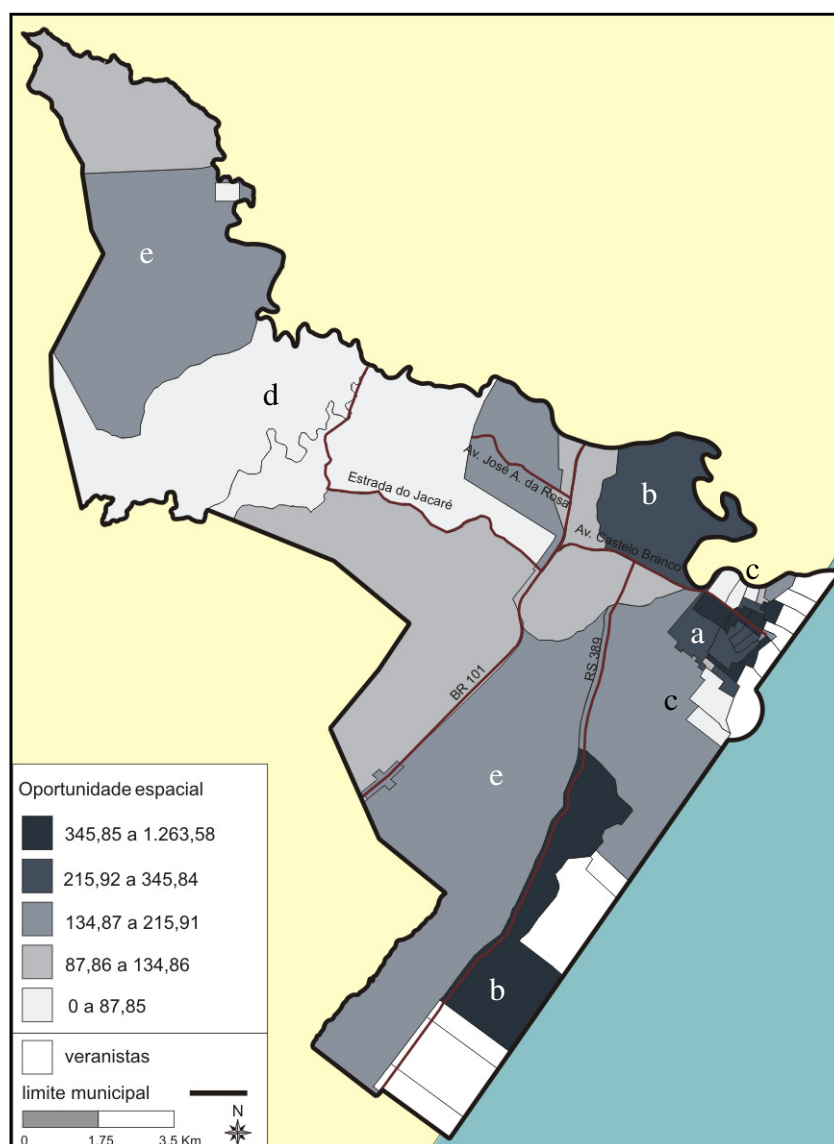 e
d
Av. José A. da Rosa
b
Estrada do Jacaré
Av. Castelo Branco
c
a
RS 389
BR 101
c
e
b
Oportunidade espacial
345,85 a 1.263,58
215,92 a 345,84
134,87 a 215,91
87,86 a 134,86
0 a 87,85
veranistas
limite municipal
N
0 1.75 3.5 Km